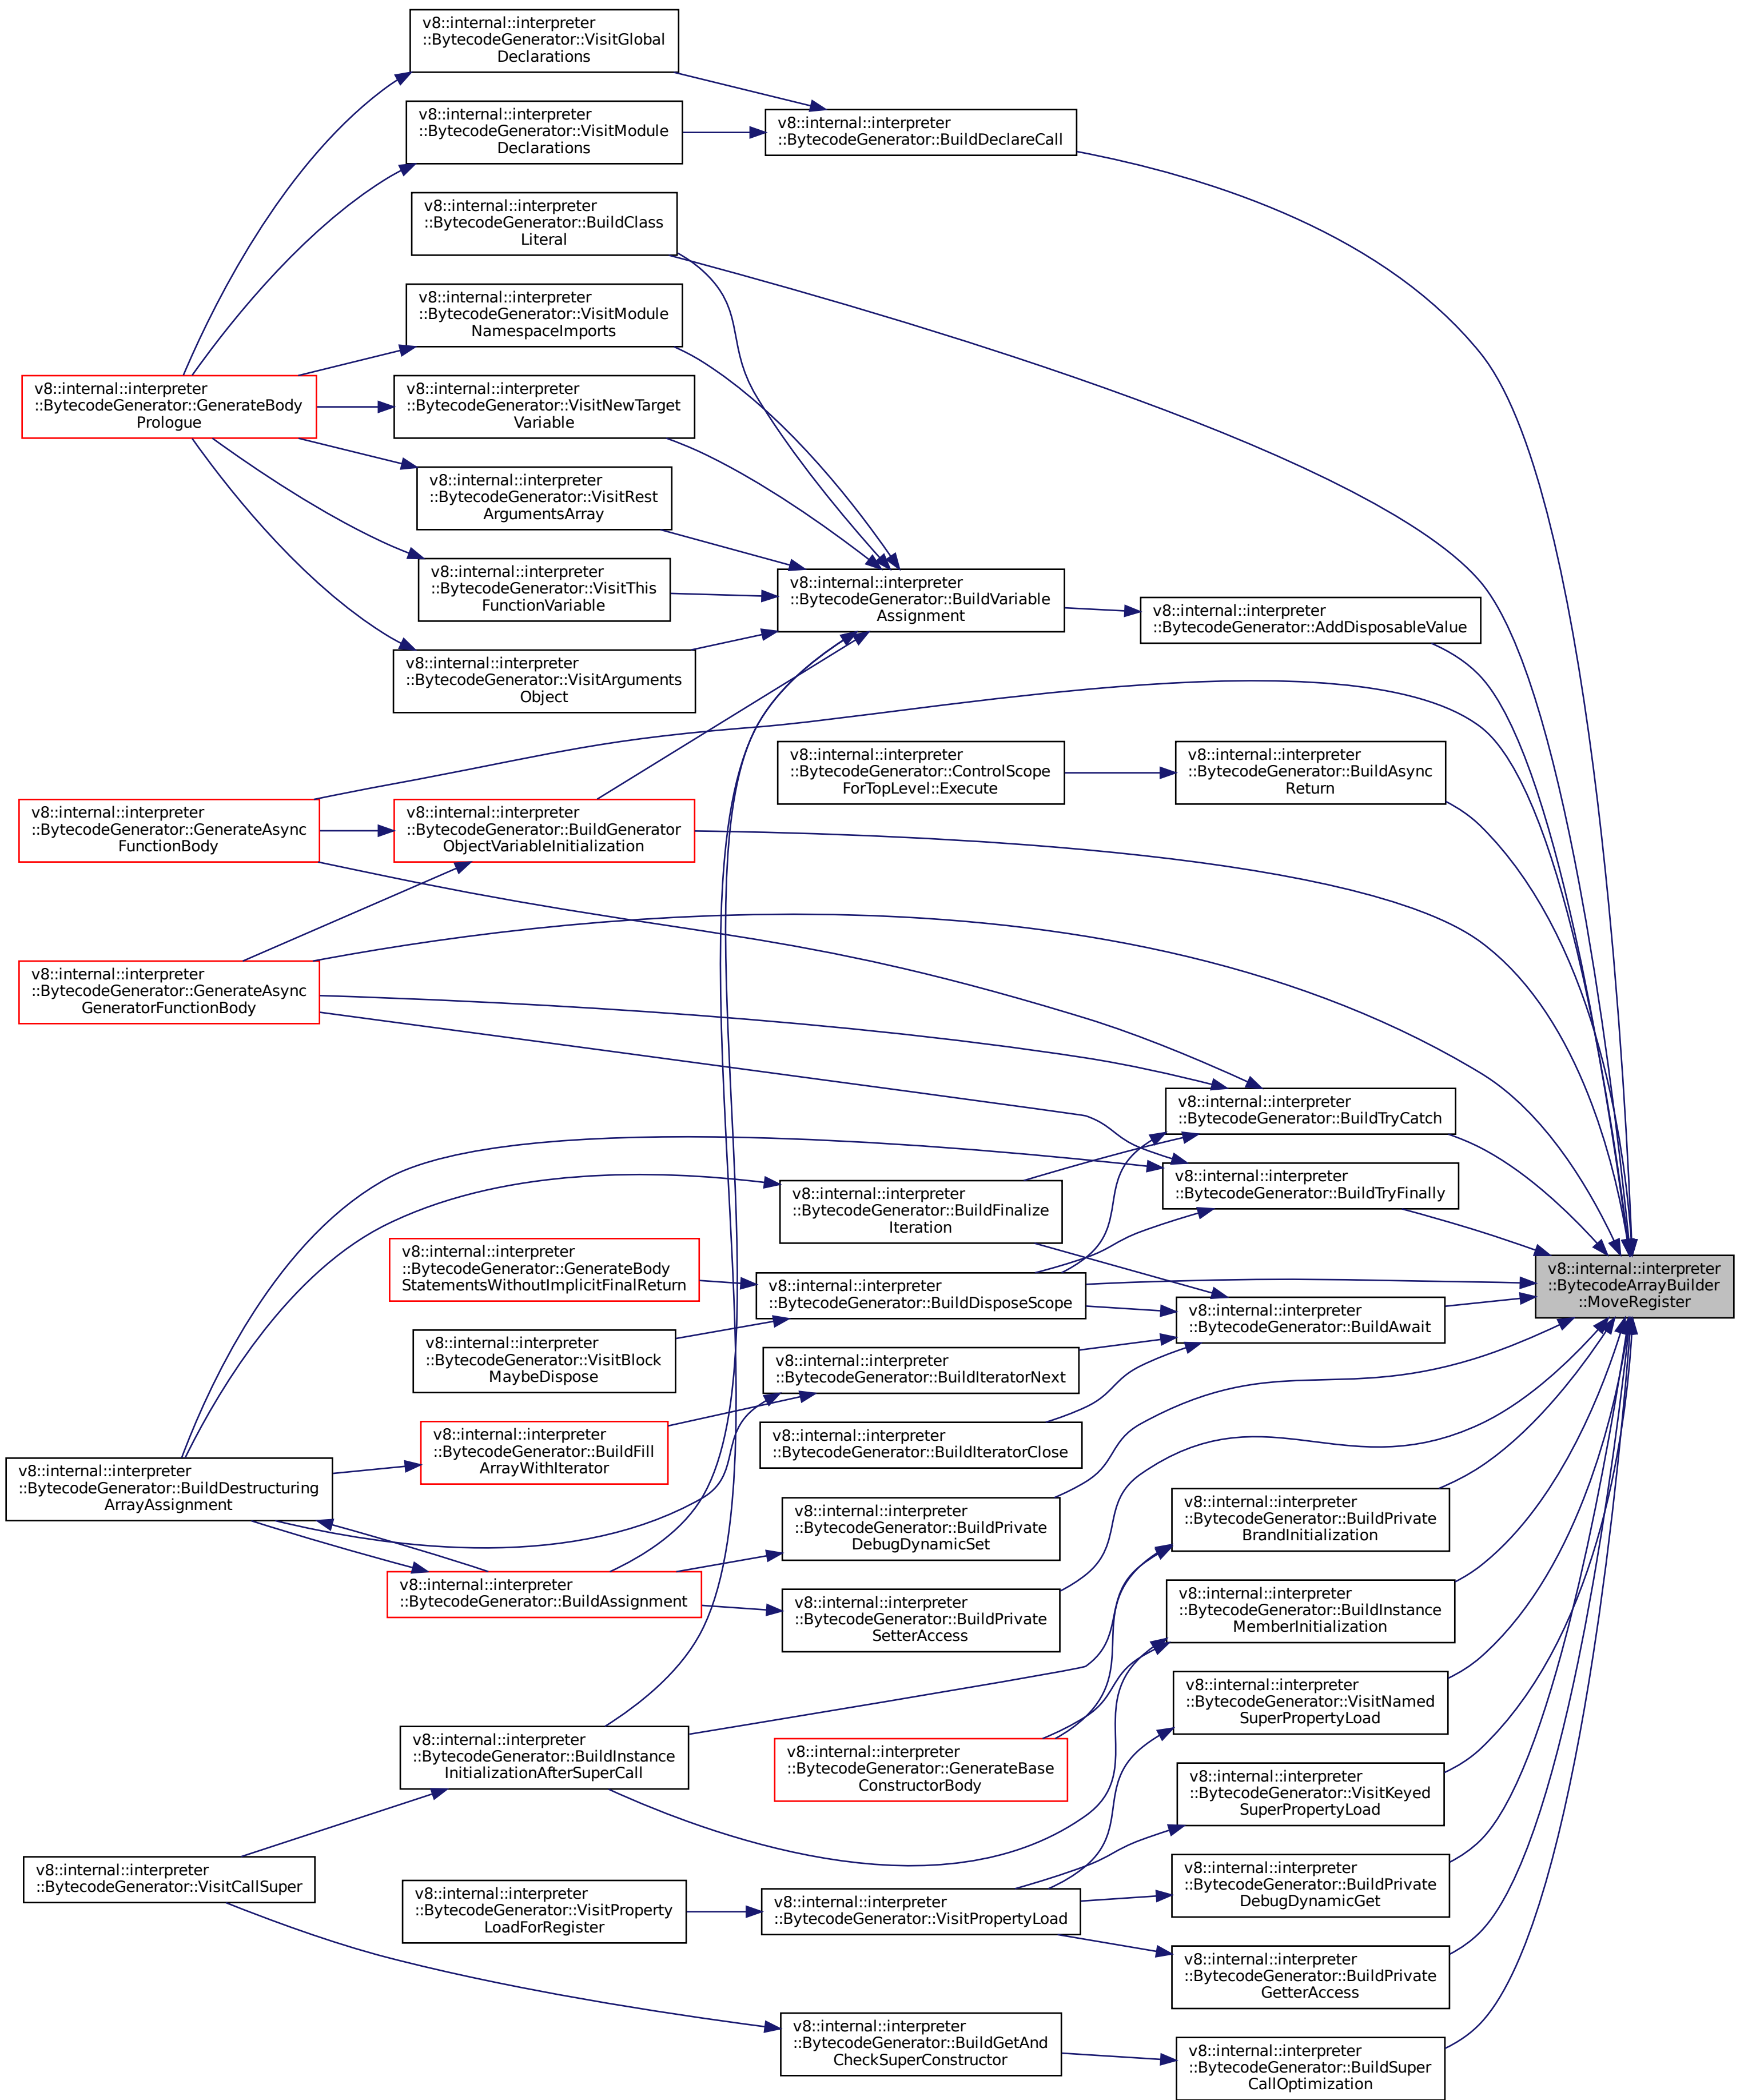 v8::internal::interpreter
::BytecodeGenerator::VisitGlobal
Declarations
v8::internal::interpreter
::BytecodeGenerator::VisitModule
Declarations
v8::internal::interpreter
::BytecodeGenerator::BuildDeclareCall
v8::internal::interpreter
::BytecodeGenerator::BuildClass
Literal
v8::internal::interpreter
::BytecodeGenerator::VisitModule
NamespaceImports
v8::internal::interpreter
::BytecodeGenerator::GenerateBody
Prologue
v8::internal::interpreter
::BytecodeGenerator::VisitNewTarget
Variable
v8::internal::interpreter
::BytecodeGenerator::VisitRest
ArgumentsArray
v8::internal::interpreter
::BytecodeGenerator::VisitThis
FunctionVariable
v8::internal::interpreter
::BytecodeGenerator::BuildVariable
Assignment
v8::internal::interpreter
::BytecodeGenerator::AddDisposableValue
v8::internal::interpreter
::BytecodeGenerator::VisitArguments
Object
v8::internal::interpreter
::BytecodeGenerator::ControlScope
ForTopLevel::Execute
v8::internal::interpreter
::BytecodeGenerator::BuildAsync
Return
v8::internal::interpreter
::BytecodeGenerator::GenerateAsync
FunctionBody
v8::internal::interpreter
::BytecodeGenerator::BuildGenerator
ObjectVariableInitialization
v8::internal::interpreter
::BytecodeGenerator::GenerateAsync
GeneratorFunctionBody
v8::internal::interpreter
::BytecodeGenerator::BuildTryCatch
v8::internal::interpreter
::BytecodeGenerator::BuildTryFinally
v8::internal::interpreter
::BytecodeGenerator::BuildFinalize
Iteration
v8::internal::interpreter
::BytecodeGenerator::GenerateBody
StatementsWithoutImplicitFinalReturn
v8::internal::interpreter
::BytecodeGenerator::BuildDisposeScope
v8::internal::interpreter
::BytecodeArrayBuilder
::MoveRegister
v8::internal::interpreter
::BytecodeGenerator::BuildAwait
v8::internal::interpreter
::BytecodeGenerator::VisitBlock
MaybeDispose
v8::internal::interpreter
::BytecodeGenerator::BuildIteratorNext
v8::internal::interpreter
::BytecodeGenerator::BuildFill
ArrayWithIterator
v8::internal::interpreter
::BytecodeGenerator::BuildIteratorClose
v8::internal::interpreter
::BytecodeGenerator::BuildDestructuring
ArrayAssignment
v8::internal::interpreter
::BytecodeGenerator::BuildPrivate
DebugDynamicSet
v8::internal::interpreter
::BytecodeGenerator::BuildPrivate
BrandInitialization
v8::internal::interpreter
::BytecodeGenerator::BuildAssignment
v8::internal::interpreter
::BytecodeGenerator::BuildPrivate
SetterAccess
v8::internal::interpreter
::BytecodeGenerator::BuildInstance
MemberInitialization
v8::internal::interpreter
::BytecodeGenerator::VisitNamed
SuperPropertyLoad
v8::internal::interpreter
::BytecodeGenerator::BuildInstance
InitializationAfterSuperCall
v8::internal::interpreter
::BytecodeGenerator::GenerateBase
ConstructorBody
v8::internal::interpreter
::BytecodeGenerator::VisitKeyed
SuperPropertyLoad
v8::internal::interpreter
::BytecodeGenerator::VisitCallSuper
v8::internal::interpreter
::BytecodeGenerator::VisitProperty
LoadForRegister
v8::internal::interpreter
::BytecodeGenerator::VisitPropertyLoad
v8::internal::interpreter
::BytecodeGenerator::BuildPrivate
DebugDynamicGet
v8::internal::interpreter
::BytecodeGenerator::BuildPrivate
GetterAccess
v8::internal::interpreter
::BytecodeGenerator::BuildGetAnd
CheckSuperConstructor
v8::internal::interpreter
::BytecodeGenerator::BuildSuper
CallOptimization